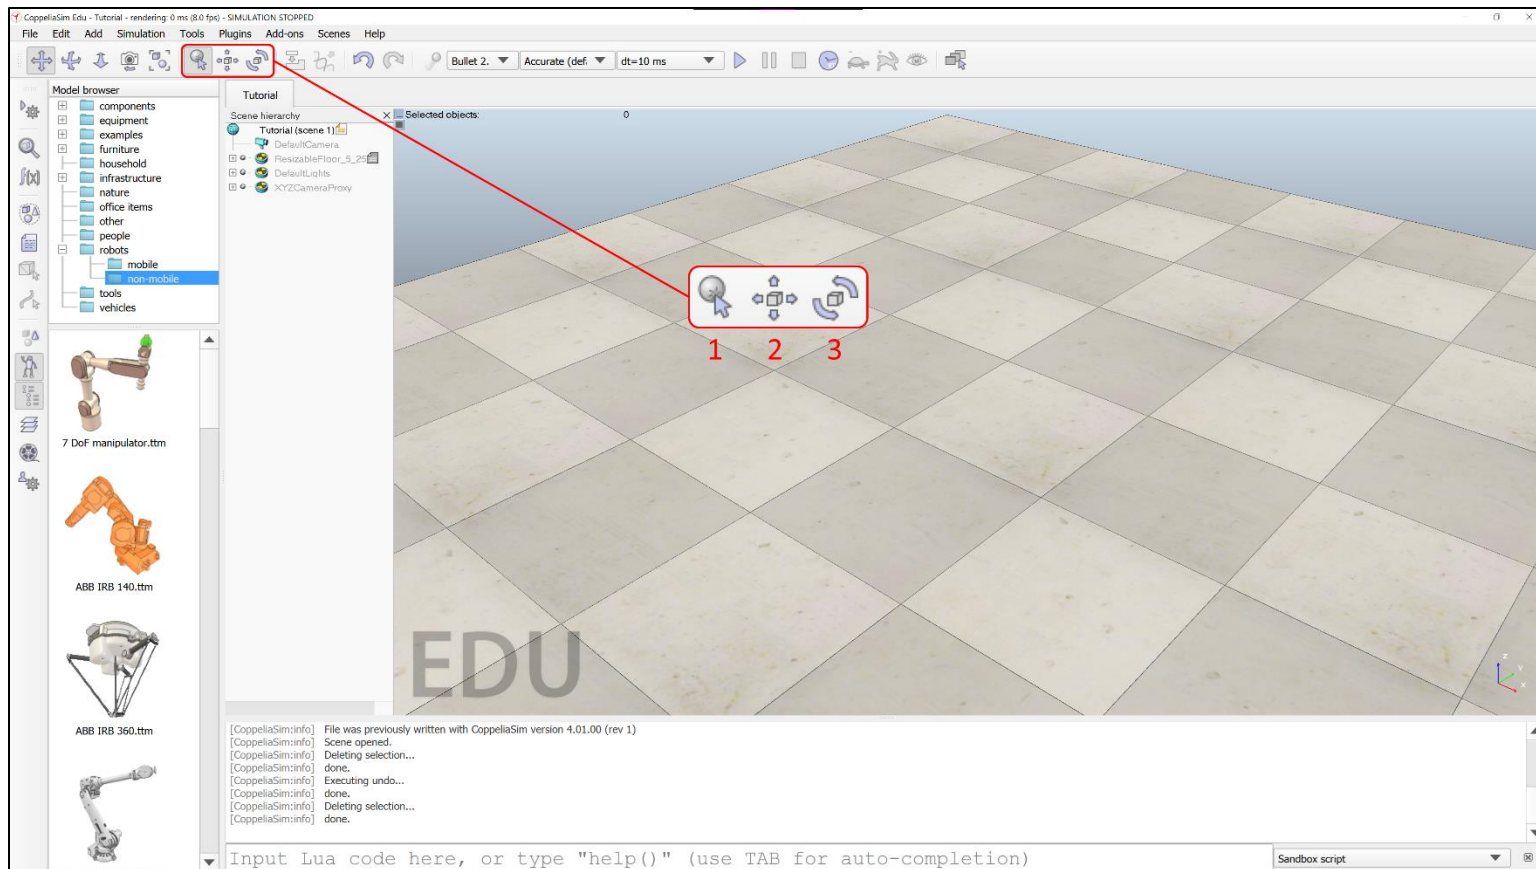 CoppeliaSim Edu - Tutorial - rendering: 0 ms (8.0 fps) - SIMULATION STOPPED
File Edit Add Simulation Tools Plugins Add-ons Scenes Help
Bullet 2. Accurate (def. dt=10 ms
Model browser
components
equipment
examples
furniture
household
infrastructure
nature
office items
other
people
robots
mobile
non-mobile
tools
vehicles
7 DoF manipulator.ttm
ABB IRB 140.ttm
ABB IRB 360.ttm
f(x)
Tutorial
Scene hierarchy
Tutorial (scene 1)
DefaultCamera
ResizableFloor_5_25
DefaultLights
XYZCameraProxy
Selected objects: 0
1 2 3
EDU
z
y
x
[CoppeliaSim:info] File was previously written with CoppeliaSim version 4.01.00 (rev 1)
[CoppeliaSim:info] Scene opened.
[CoppeliaSim:info] Deleting selection...
[CoppeliaSim:info] done.
[CoppeliaSim:info] Executing undo...
[CoppeliaSim:info] done.
[CoppeliaSim:info] Deleting selection...
[CoppeliaSim:info] done.
Input Lua code here, or type "help()" (use TAB for auto-completion)
Sandbox script